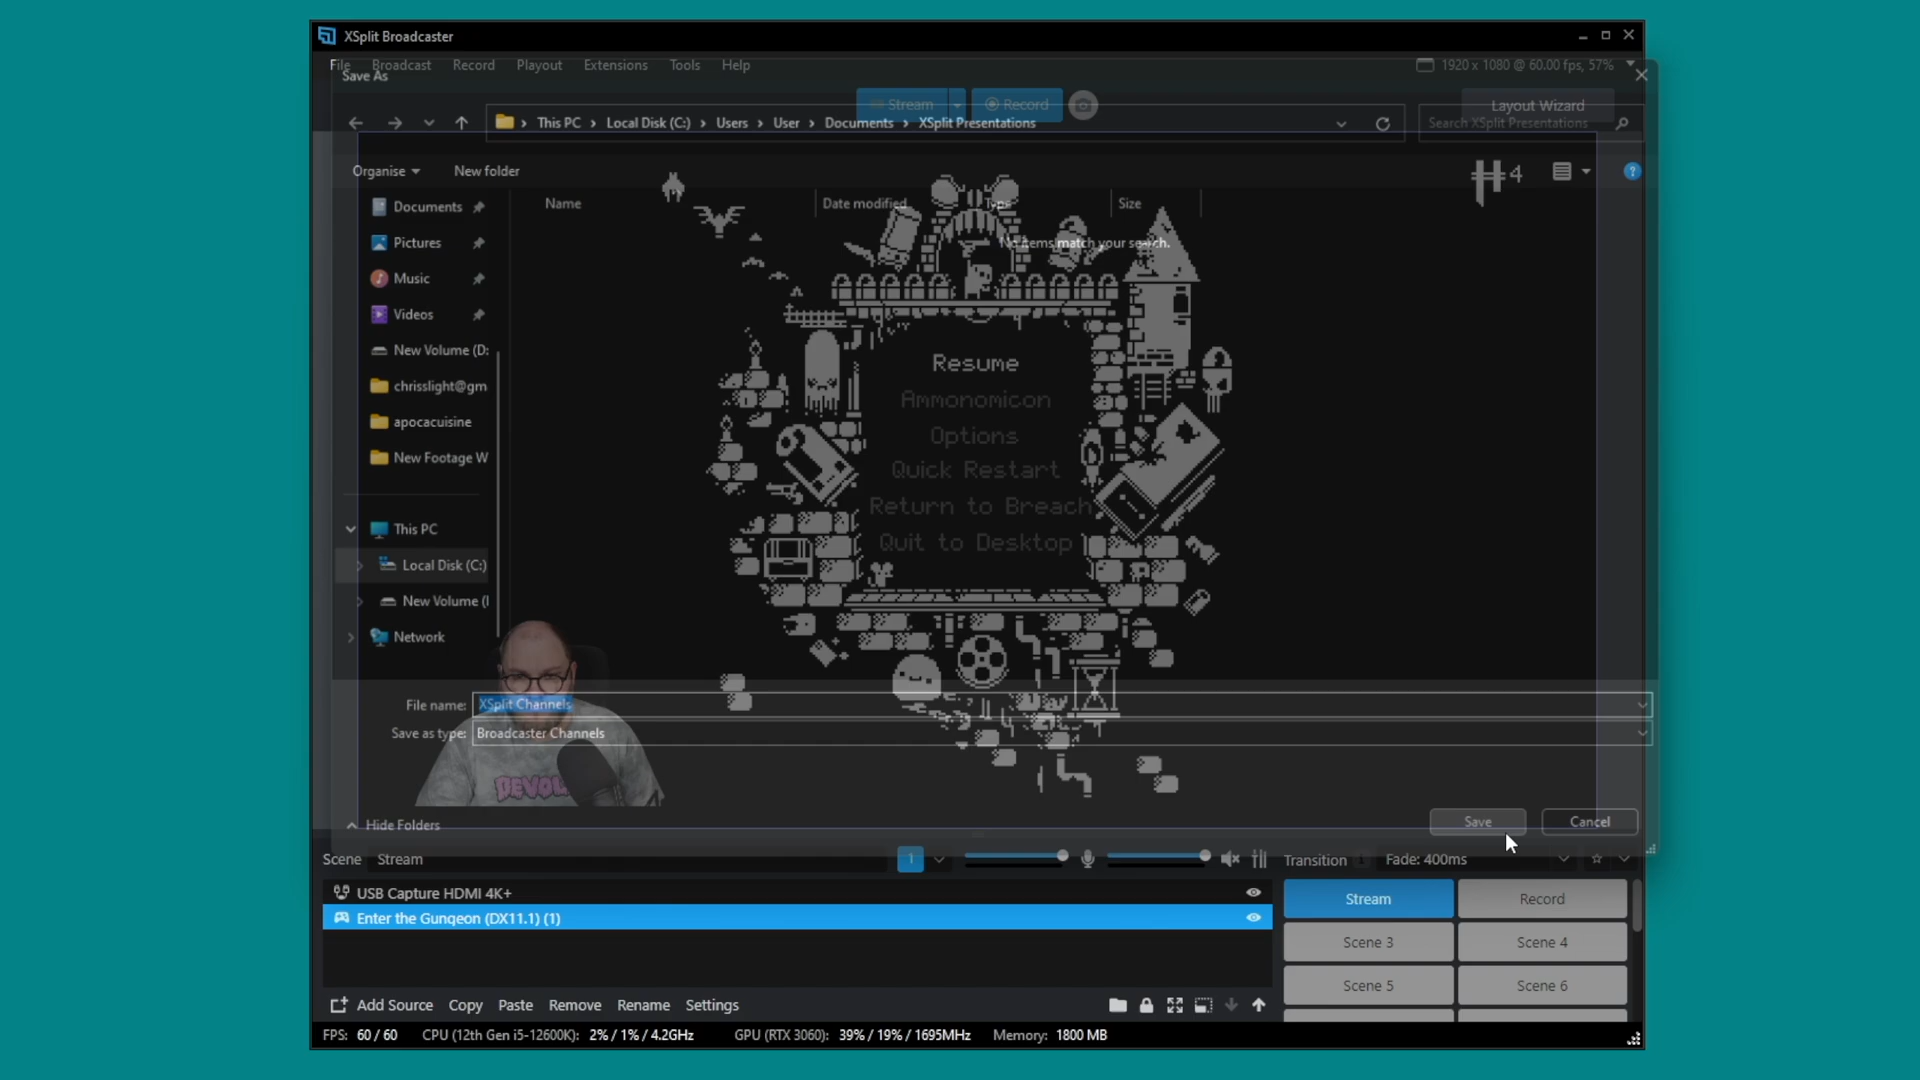 XSplit Broadcaster
File Broadcast Record Playout Extensions Tools Help
1920 x 1080 @ 60.00 fps, 57%
Save As
Stream Record
Layout Wizard
This PC Local Disk (C:) Users User Documents XSplit Presentations
Search XSplit Presentations
Organise New folder
4
Name Date modified Type Size
No items match your search.
Documents
Pictures
Music
Videos
New Volume (D:
chrisslight@gm
apocacuisine
New Footage W
This PC
Local Disk (C:)
New Volume (
Network
Resume
Ammonomicon
Options
Quick Restart
Return to Breach
Quit to Desktop
File name: XSplit Channels
Save as type: Broadcaster Channels
Hide Folders
Save Cancel
Scene Stream
1
Transition Fade: 400ms
USB Capture HDMI 4K+
Enter the Gungeon (DX11.1) (1)
Stream Record
Scene 3 Scene 4
Scene 5 Scene 6
Add Source Copy Paste Remove Rename Settings
FPS: 60 / 60 CPU (12th Gen i5-12600K): 2% / 1% / 4.2GHz GPU (RTX 3060): 39% / 19% / 1695MHz Memory: 1800 MB